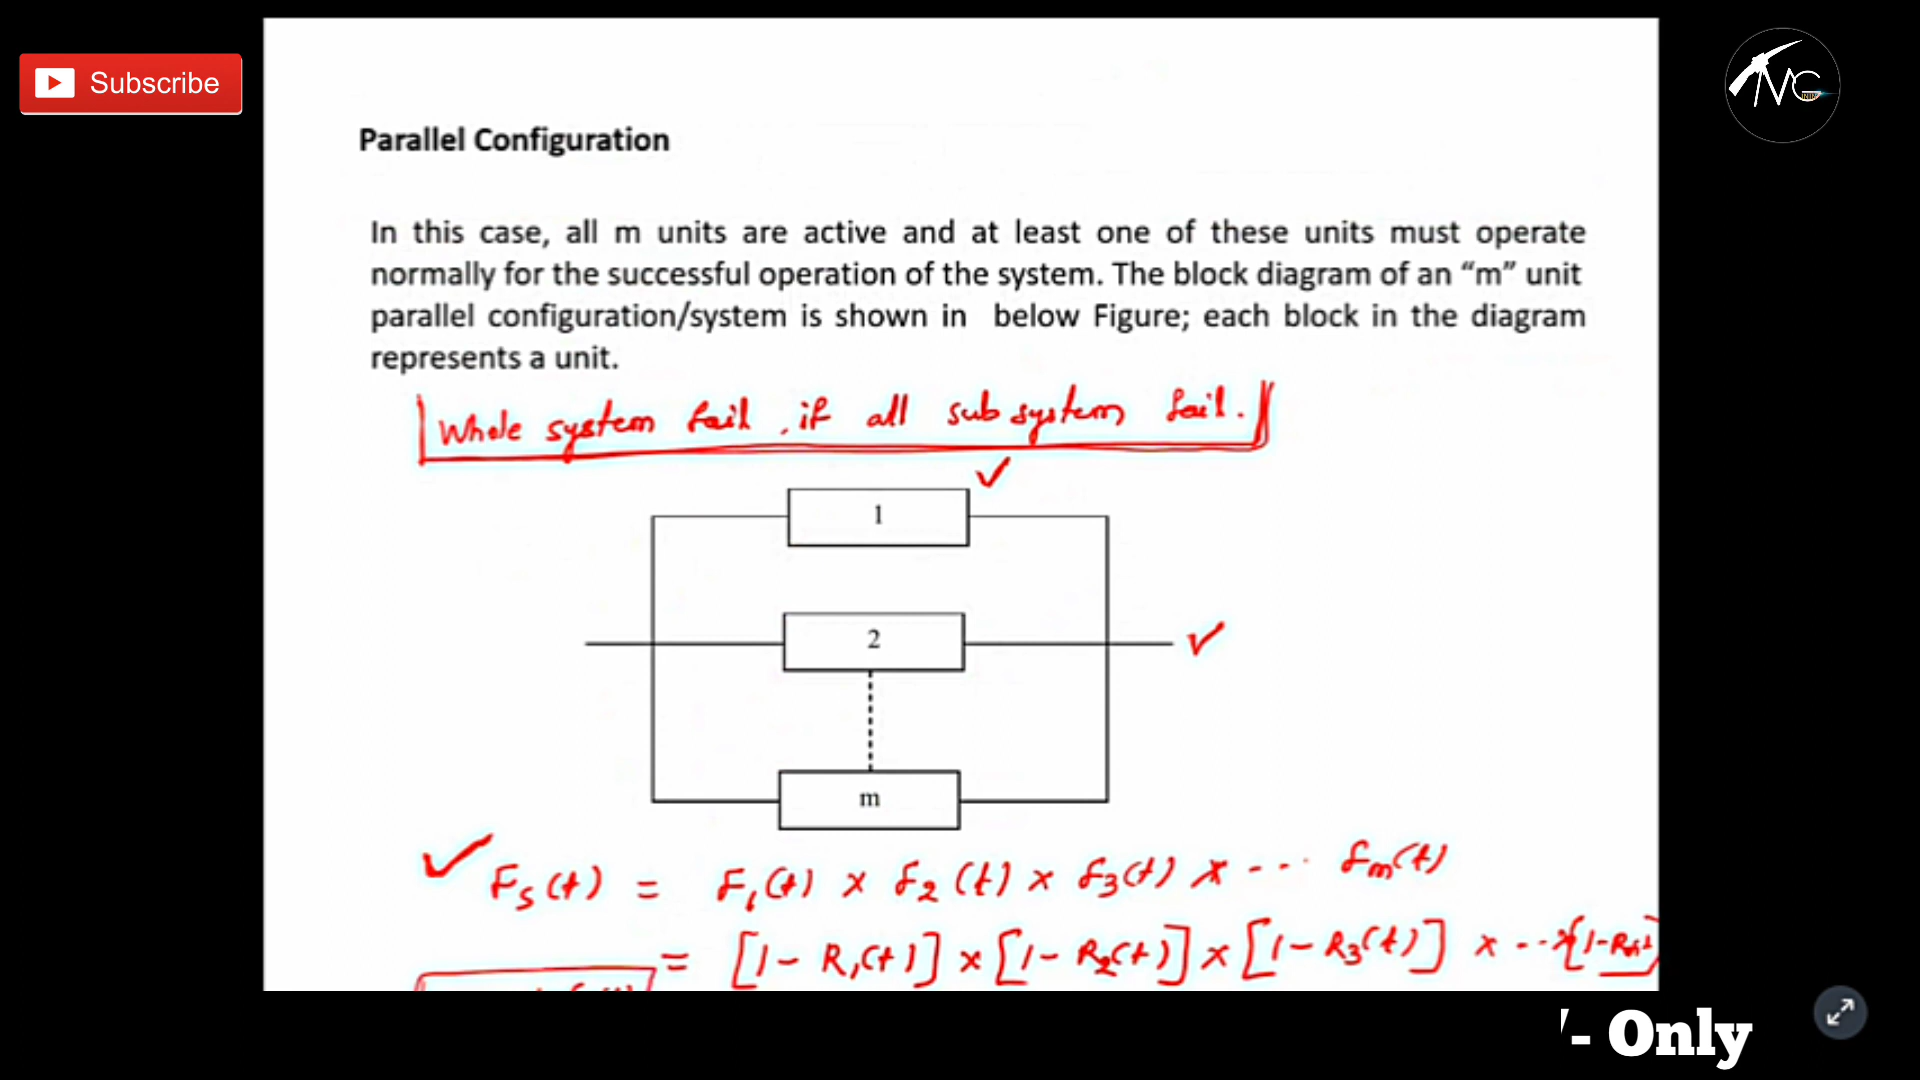 Subscribe
Parallel Configuration
In this case, all m units are active and at least one of these units must operate
normally for the successful operation of the system. The block diagram of an “m” unit
parallel configuration/system is shown in below Figure; each block in the diagram
represents a unit.
Whole system fail, if all sub system fail.
1
2
m
Fs(t) = F1(t) x F2(t) x F3(t) x --- Fm(t)
= [1 - R1(t)] x [1 - R2(t)] x [1 - R3(t)] x ---x
- Only